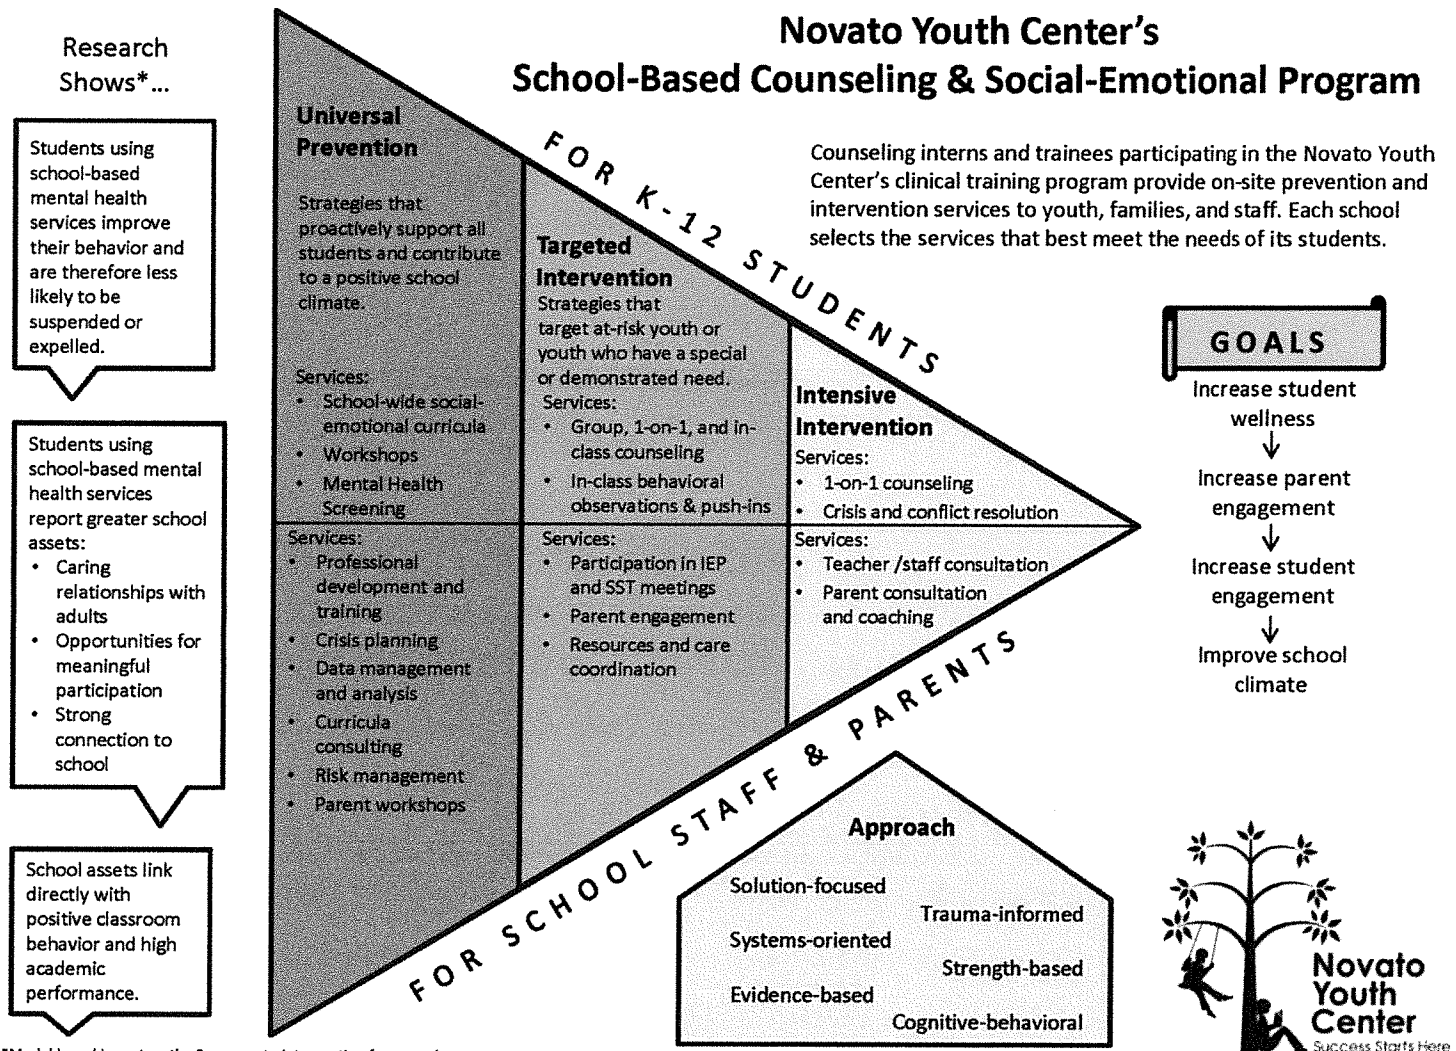 Novato Youth Center's
School-Based Counseling & Social-Emotional Program
Research
Shows*...
Students using
school-based
mental health
services improve
their behavior and
are therefore less
likely to be
suspended or
expelled.
Students using
school-based mental
health services
report greater school
assets:
• Caring
relationships with
adults
• Opportunities for
meaningful
participation
• Strong
connection to
school
School assets link
directly with
positive classroom
behavior and high
academic
performance.
Universal
Prevention
Strategies that
proactively support all
students and contribute
to a positive school
climate.
Services:
• School-wide social-
emotional curricula
• Workshops
• Mental Health
Screening
Services:
• Professional
development and
training
• Crisis planning
• Data management
and analysis
• Curricula
consulting
• Risk management
• Parent workshops
Targeted
Intervention
Strategies that
target at-risk youth or
youth who have a special
or demonstrated need.
Services:
• Group, 1-on-1, and in-
class counseling
• In-class behavioral
observations & push-ins
Services:
• Participation in IEP
and SST meetings
• Parent engagement
• Resources and care
coordination
Intensive
Intervention
Services:
• 1-on-1 counseling
• Crisis and conflict resolution
Services:
• Teacher /staff consultation
• Parent consultation
and coaching
FOR K-12 STUDENTS
FOR SCHOOL STAFF & PARENTS
Counseling interns and trainees participating in the Novato Youth
Center's clinical training program provide on-site prevention and
intervention services to youth, families, and staff. Each school
selects the services that best meet the needs of its students.
GOALS
Increase student
wellness
↓
Increase parent
engagement
↓
Increase student
engagement
↓
Improve school
climate
Approach
Solution-focused
Trauma-informed
Systems-oriented
Strength-based
Evidence-based
Cognitive-behavioral
Novato
Youth
Center
Success Starts Here